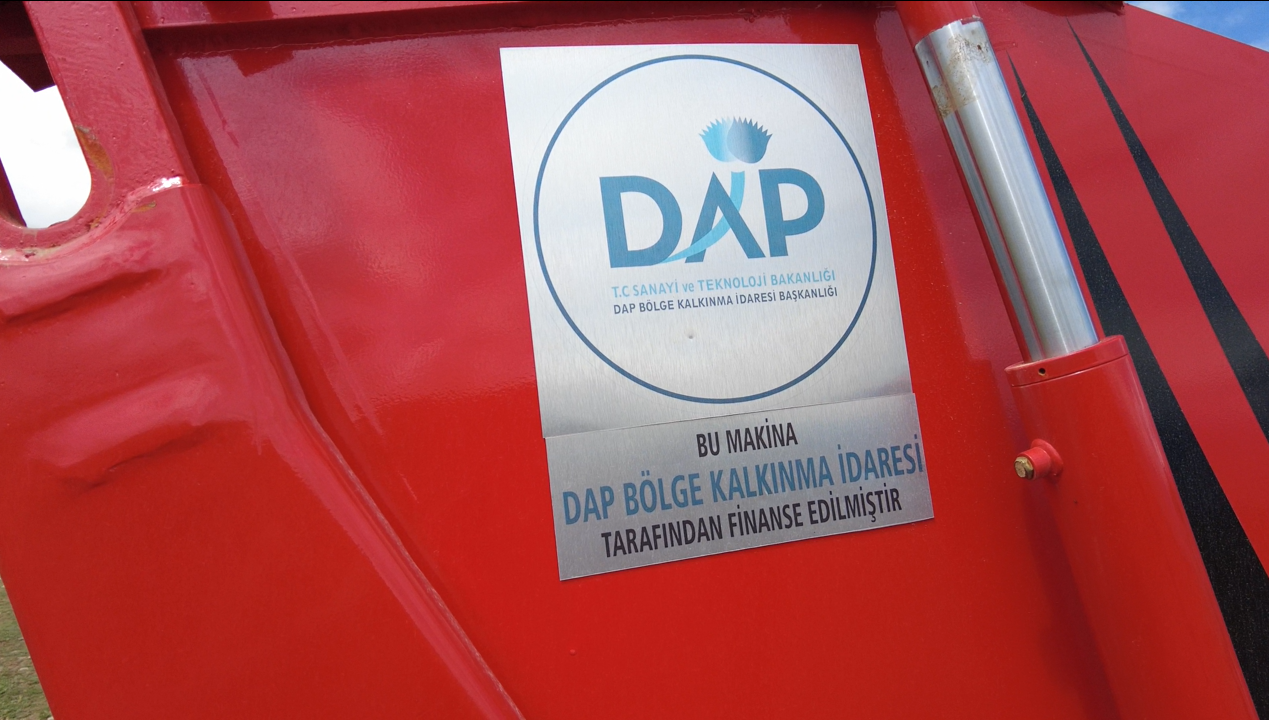 DAP
T.C SANAYİ ve TEKNOLOJİ BAKANLIĞI
DAP BÖLGE KALKINMA İDARESİ BAŞKANLIĞI
BU MAKİNA
DAP BÖLGE KALKINMA İDARESİ
TARAFINDAN FİNANSE EDİLMİŞTİR